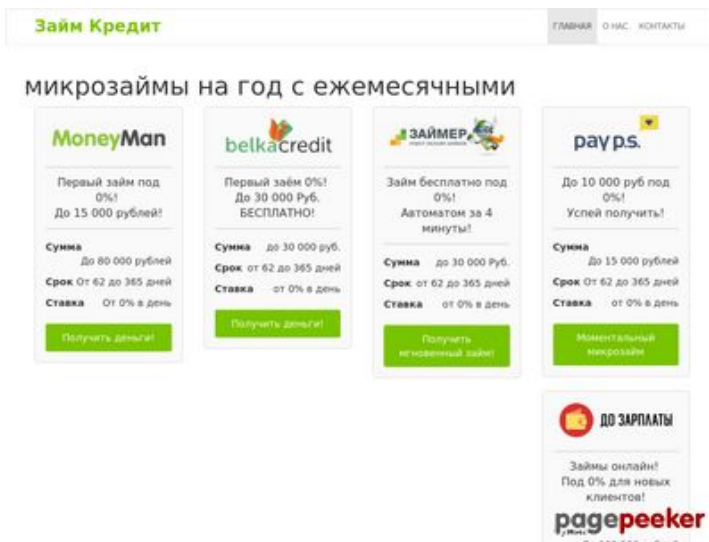 Займ Кредит
ГЛАВНАЯ О НАС КОНТАКТЫ
микрозаймы на год с ежемесячными
MoneyMan
Первый займ под
0%!
До 15 000 рублей!
Сумма
До 80 000 рублей
Срок От 62 до 365 дней
Ставка От 0% в день
Получить деньги!
belkacredit
Первый заём 0%!
До 30 000 Руб.
БЕСПЛАТНО!
Сумма до 30 000 руб.
Срок от 62 до 365 дней
Ставка от 0% в день
Получить деньги!
ЗАЙМЕР
Займ бесплатно под
0%!
Автоматом за 4
минуты!
Сумма до 30 000 Руб.
Срок от 62 до 365 дней
Ставка от 0% в день
Получить
мгновенный займ!
pay p.s.
До 10 000 руб под
0%!
Успей получить!
Сумма
До 15 000 рублей
Срок От 62 до 365 дней
Ставка От 0% в день
Моментальный
микрозайм
ДО ЗАРПЛАТЫ
Займы онлайн!
Под 0% для новых
клиентов!
pagepeeker